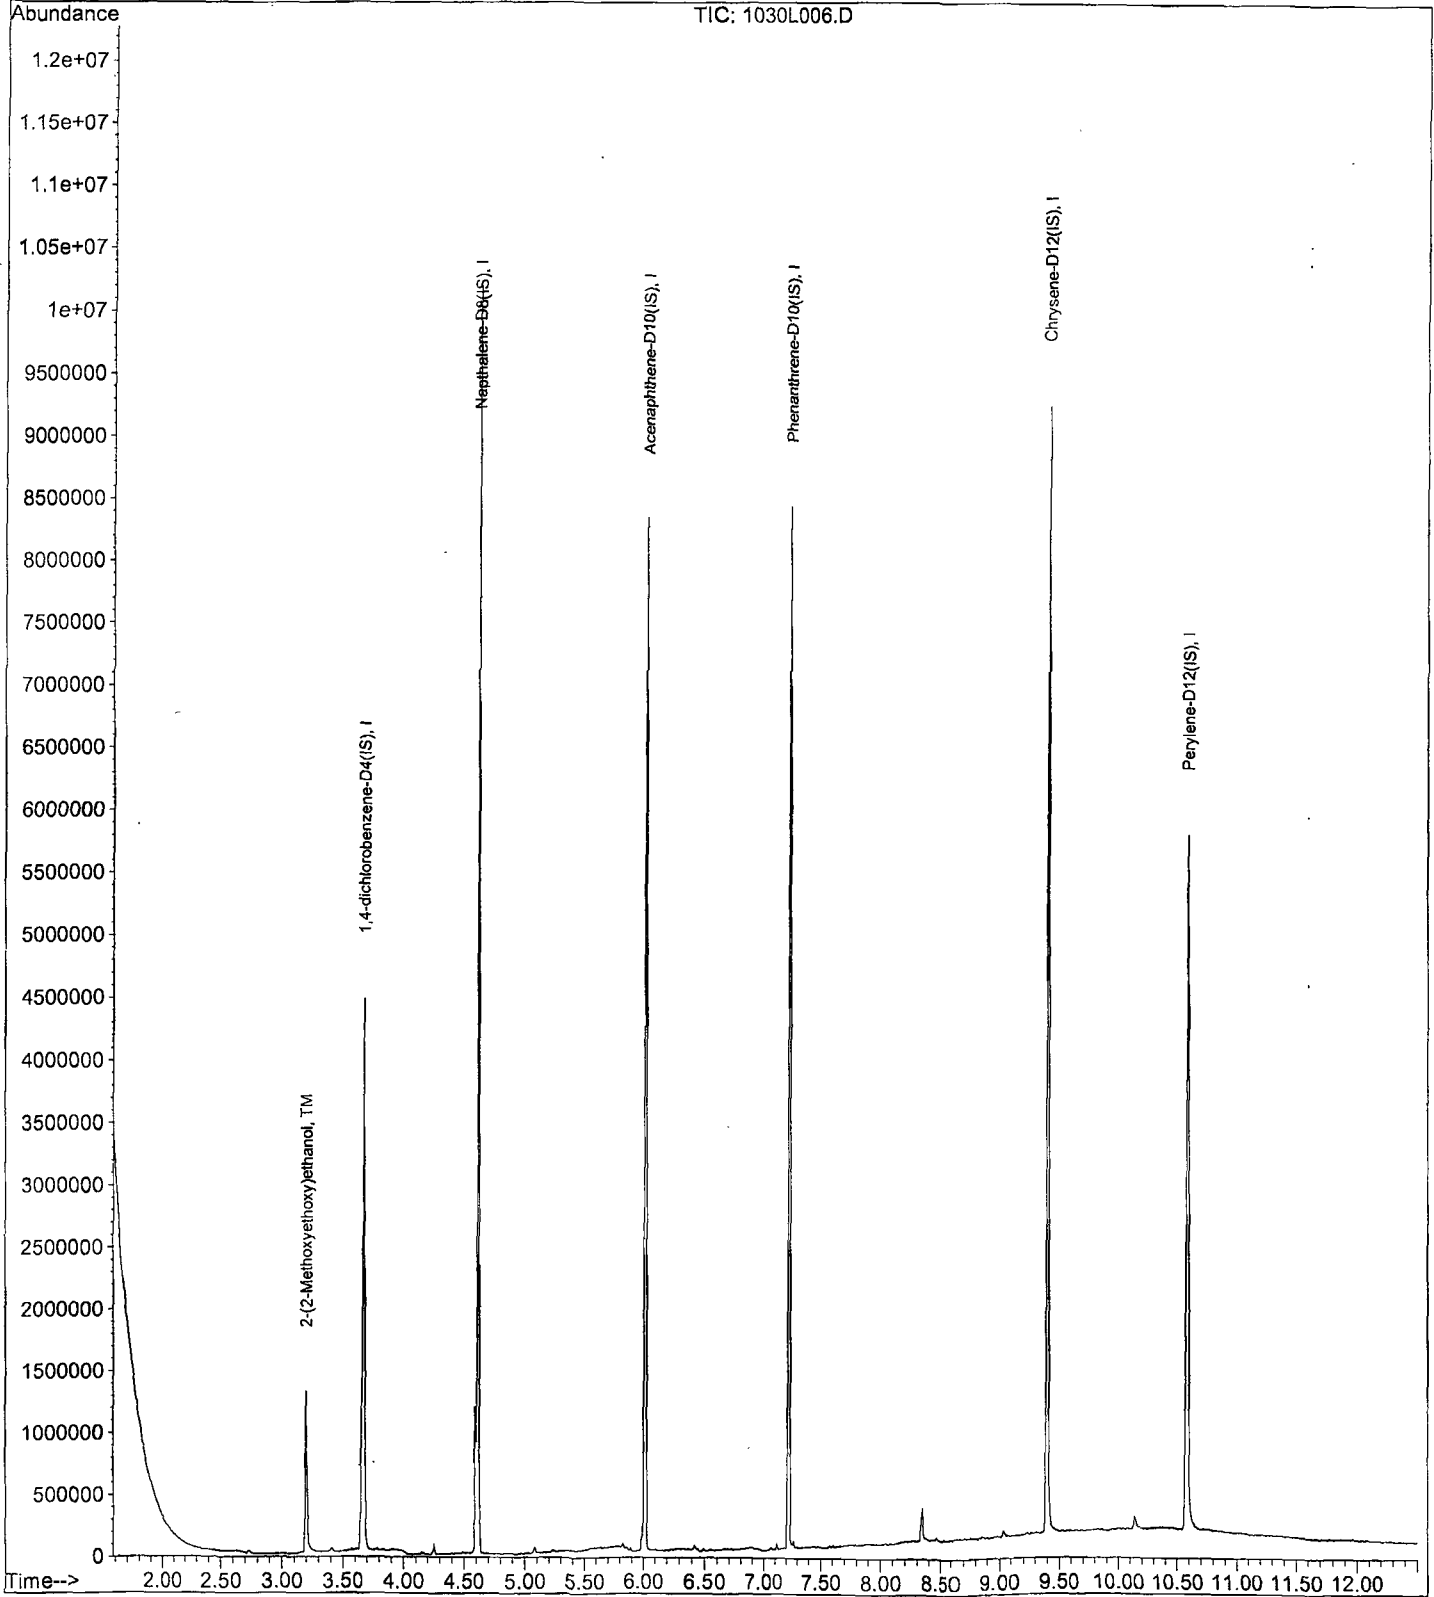 Abundance
TIC: 1030L006.D
1.2e+07
1.15e+07
1.1e+07
1.05e+07
1e+07
9500000
9000000
8500000
8000000
7500000
7000000
6500000
6000000
5500000
5000000
4500000
4000000
3500000
3000000
2500000
2000000
1500000
1000000
500000
0
2-(2-Methoxyethoxy)ethanol, TM
1,4-dichlorobenzene-D4(IS), I
Napthalene-D8(IS), I
Acenaphthene-D10(IS), I
Phenanthrene-D10(IS), I
Chrysene-D12(IS), I
Perylene-D12(IS), I
Time--> 2.00 2.50 3.00 3.50 4.00 4.50 5.00 5.50 6.00 6.50 7.00 7.50 8.00 8.50 9.00 9.50 10.00 10.50 11.00 11.50 12.00